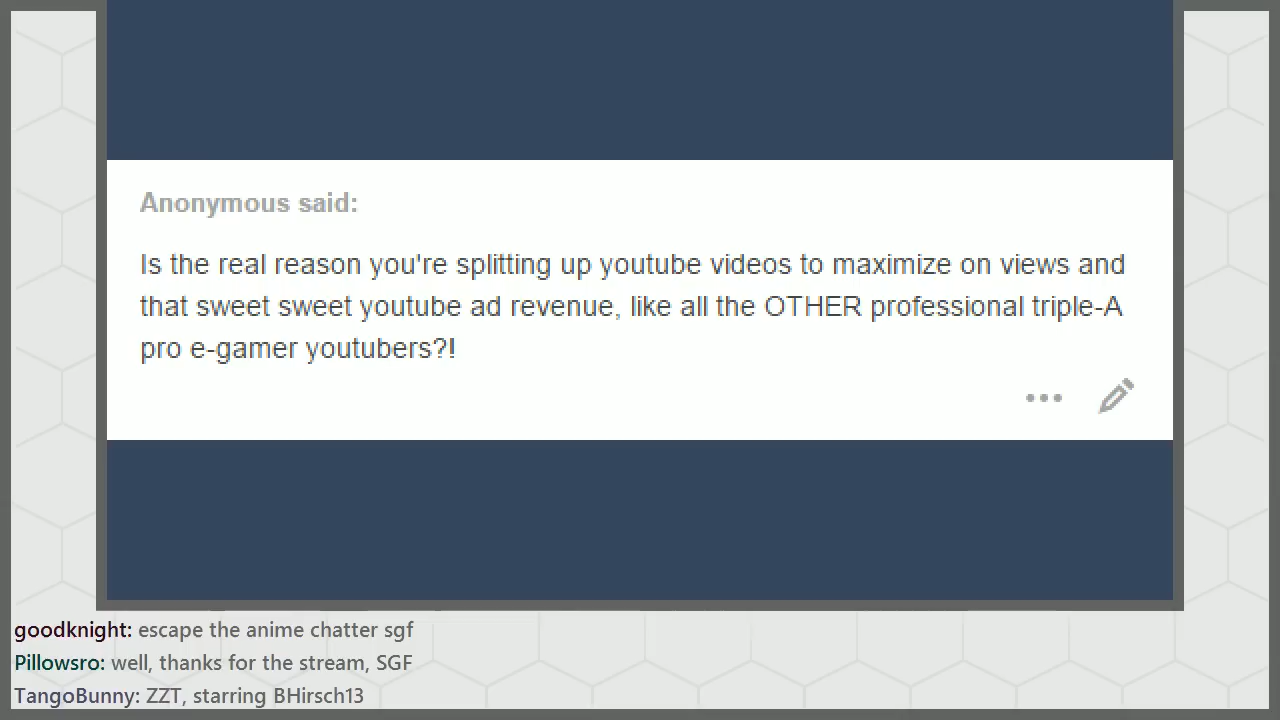 Anonymous said:
Is the real reason you're splitting up youtube videos to maximize on views and
that sweet sweet youtube ad revenue, like all the OTHER professional triple-A
pro e-gamer youtubers?!
goodknight: escape the anime chatter sgf
Pillowsro: well, thanks for the stream, SGF
TangoBunny: ZZT, starring BHirsch13